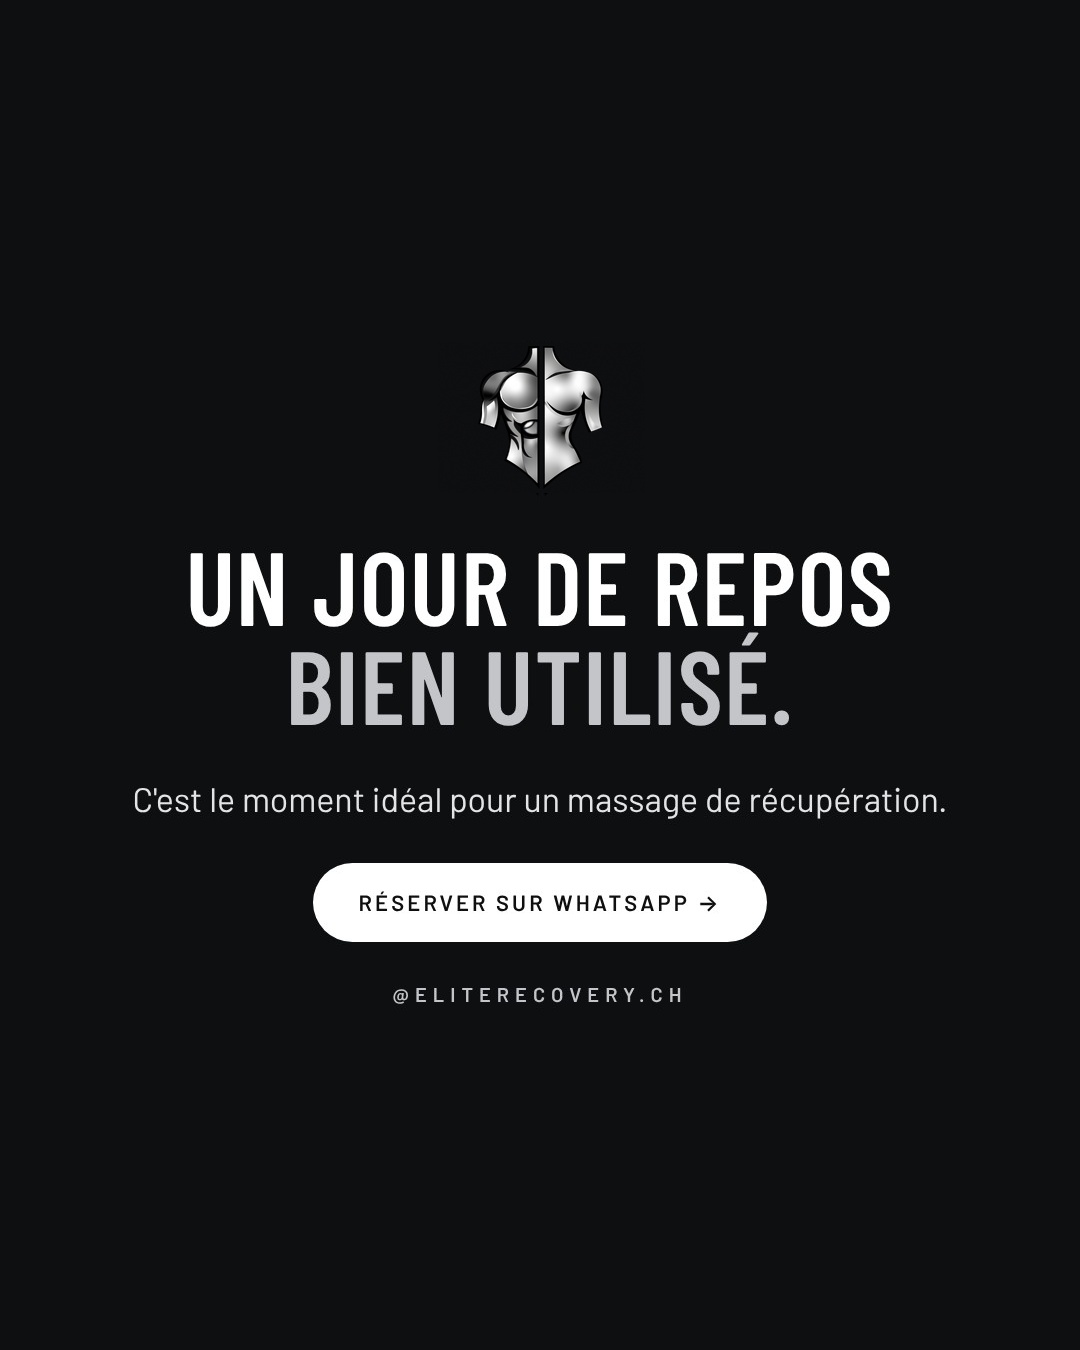 UN JOUR DE REPOS
BIEN UTILISÉ.
C'est le moment idéal pour un massage de récupération.
RÉSERVER SUR WHATSAPP →
@ELITERECOVERY.CH